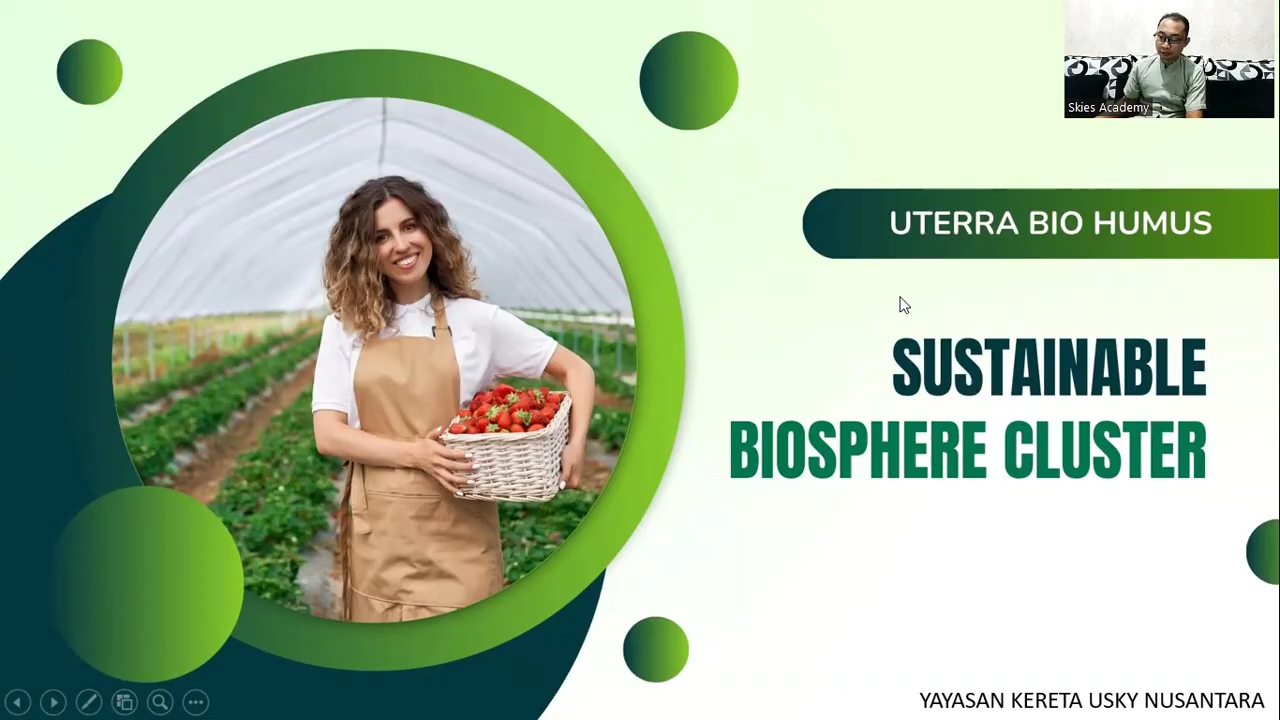 Skies Academy
UTERRA BIO HUMUS
SUSTAINABLE
BIOSPHERE CLUSTER
YAYASAN KERETA USKY NUSANTARA